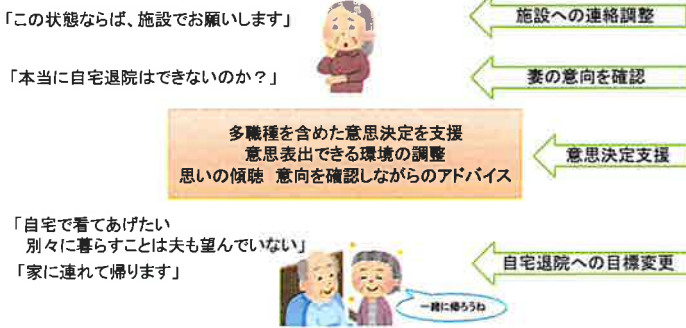 「この状態ならば、施設でお願いします」
施設への連絡調整
「本当に自宅退院はできないのか？」
妻の意向を確認
多職種を含めた意思決定を支援
意思表出できる環境の調整
思いの傾聴 意向を確認しながらのアドバイス
意思決定支援
「自宅で看てあげたい
別々に暮らすことは夫も望んでいない」
「家に連れて帰ります」
自宅退院への目標変更
一緒に帰ろうね